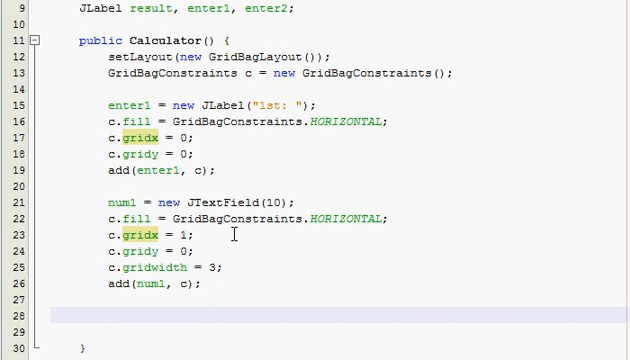 9 JLabel result, enter1, enter2;
10
11 public Calculator() {
12 setLayout(new GridBagLayout());
13 GridBagConstraints c = new GridBagConstraints();
14
15 enter1 = new JLabel("1st: ");
16 c.fill = GridBagConstraints.HORIZONTAL;
17 c.gridx = 0;
18 c.gridy = 0;
19 add(enter1, c);
20
21 num1 = new JTextField(10);
22 c.fill = GridBagConstraints.HORIZONTAL;
23 c.gridx = 1;
24 c.gridy = 0;
25 c.gridwidth = 3;
26 add(num1, c);
27
28
29
30 }